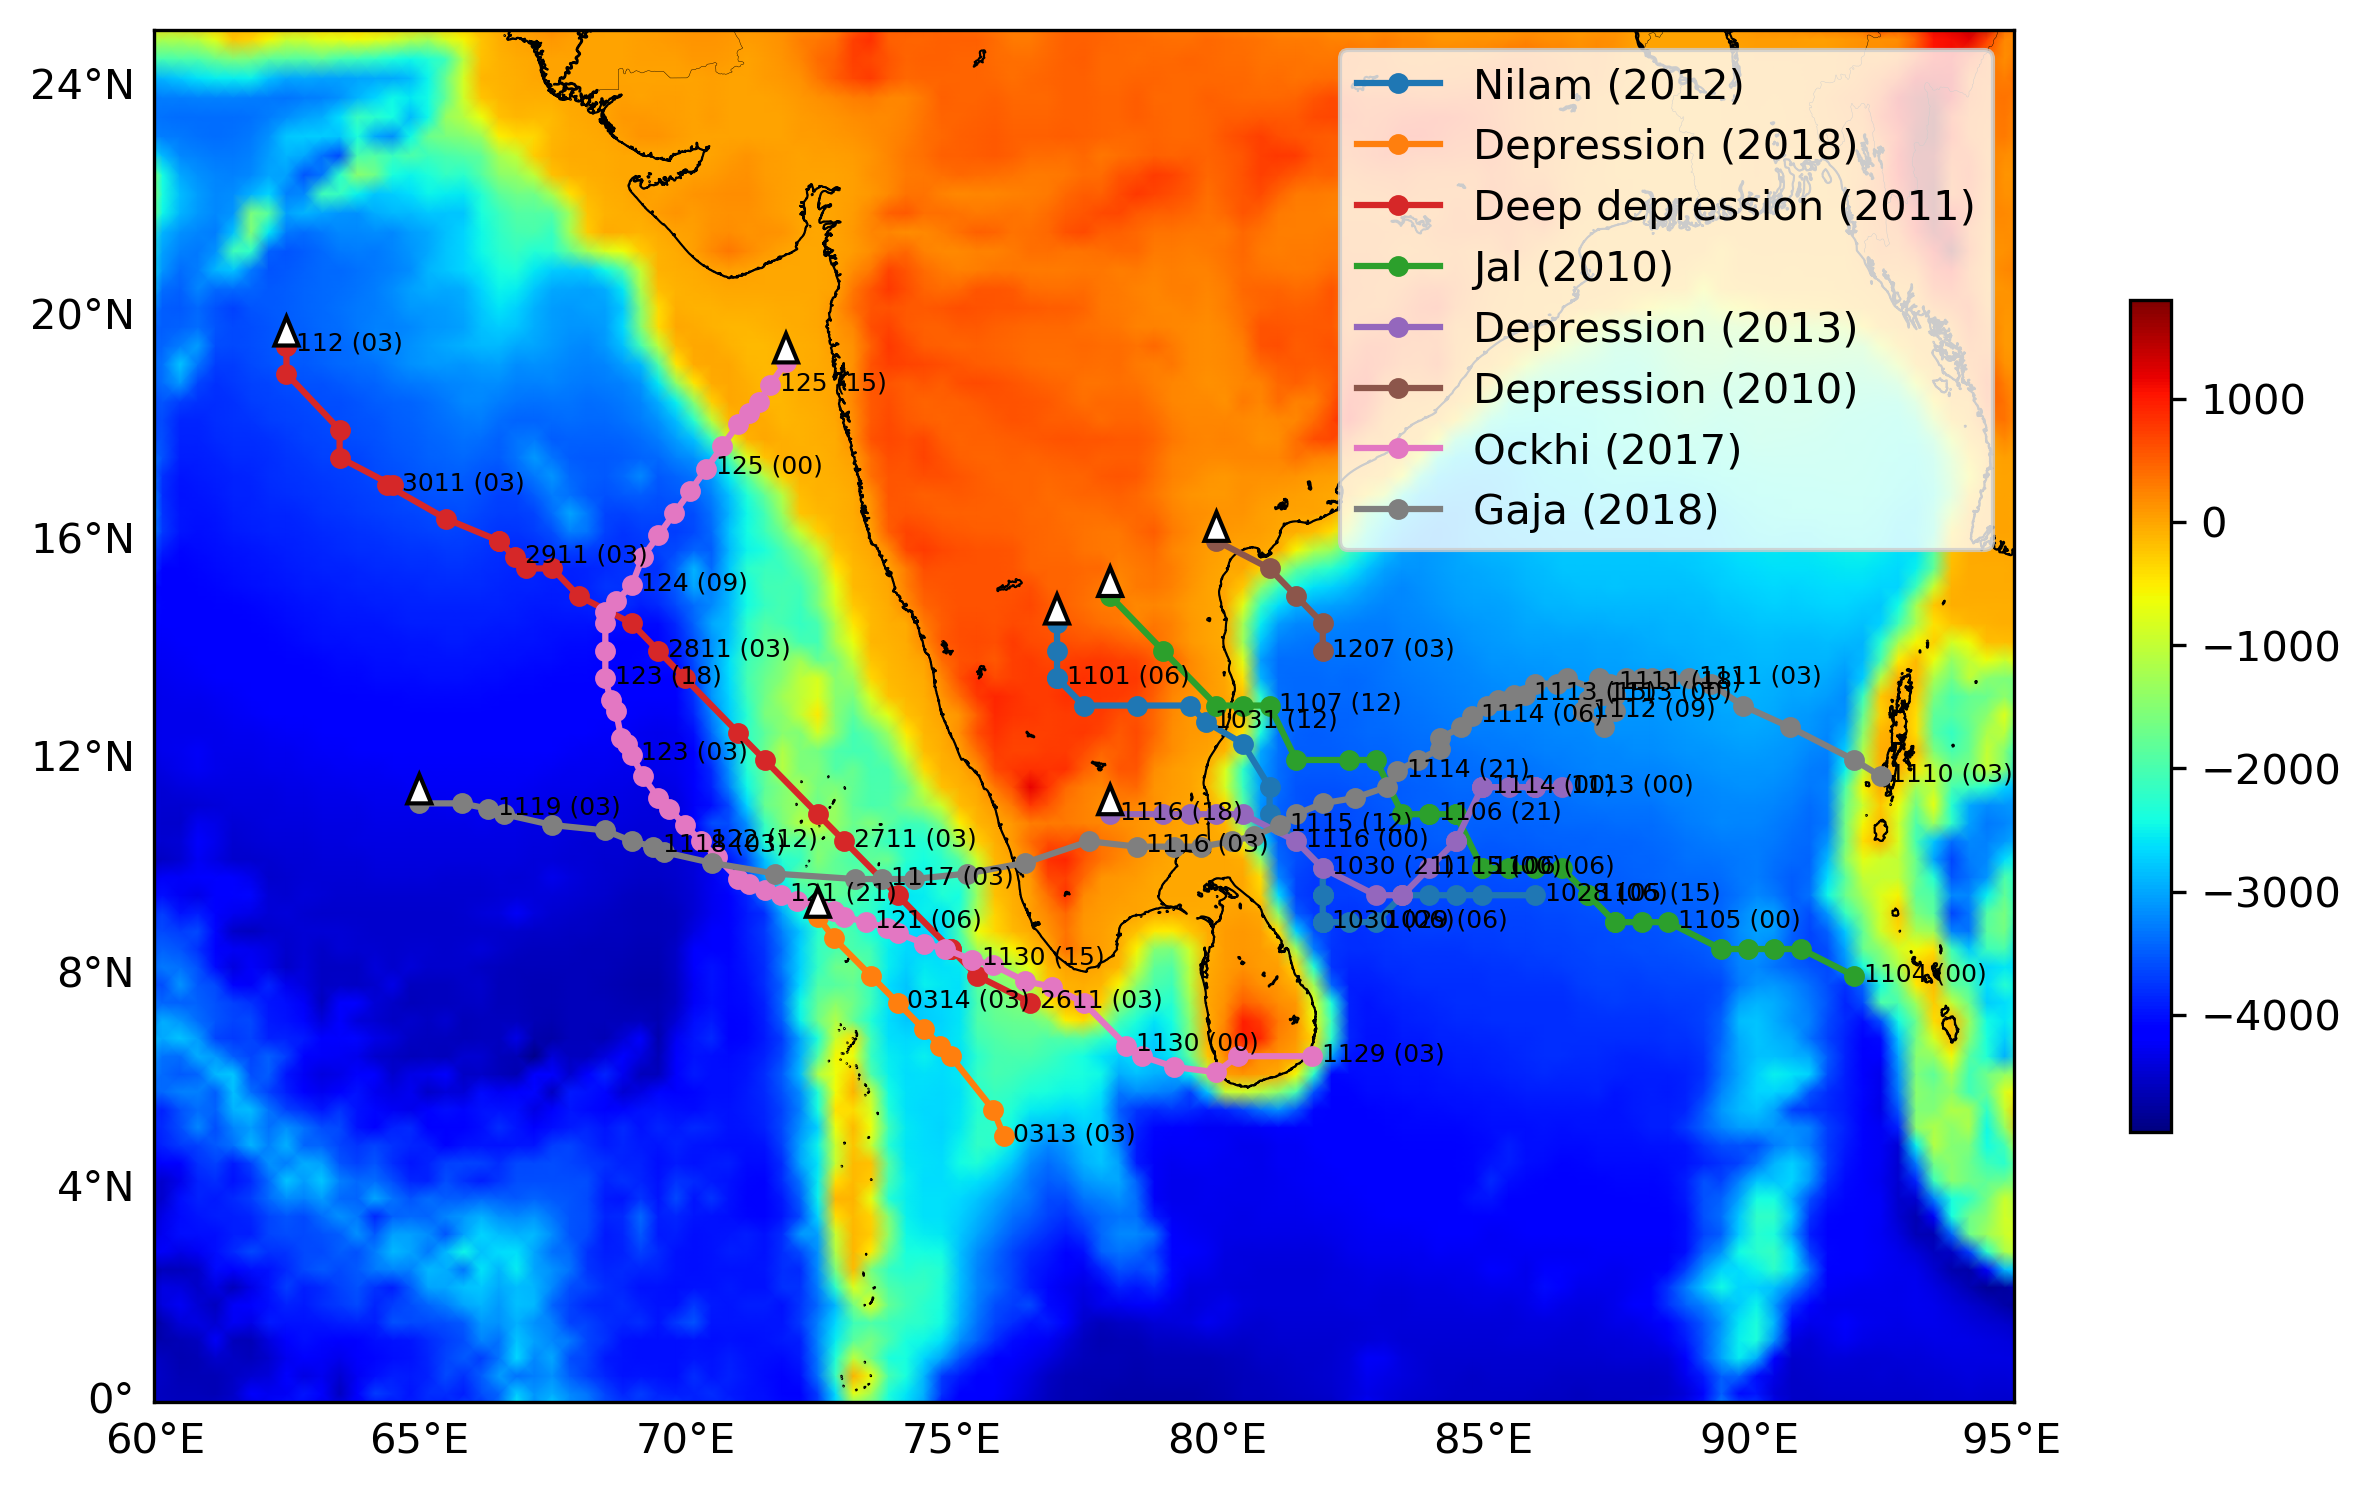 24°N
20°N
16°N
12°N
8°N
4°N
0°
60°E
65°E
70°E
75°E
80°E
85°E
90°E
95°E
Nilam (2012)
Depression (2018)
Deep depression (2011)
Jal (2010)
Depression (2013)
Depression (2010)
Ockhi (2017)
Gaja (2018)
1000
0
−1000
−2000
−3000
−4000
112 (03)
125 (15)
125 (00)
3011 (03)
2911 (03)
124 (09)
2811 (03)
123 (18)
123 (03)
1119 (03)
1118 (03)
122 (12)
2711 (03)
1117 (03)
121 (21)
121 (06)
1130 (15)
0314 (03)
2611 (03)
1130 (00)
1129 (03)
0313 (03)
1207 (03)
1101 (06)
1107 (12)
1031 (12)
1111 (03)
1111 (18)
1113 (15)
1113 (00)
1112 (09)
1114 (06)
1114 (21)
1114 (00)
1113 (00)
1110 (03)
1116 (18)
1115 (12)
1106 (21)
1116 (00)
1116 (03)
1030 (21)
1106 (06)
1028 (06)
1105 (15)
1030 (06)
1029 (06)
1105 (00)
1104 (00)